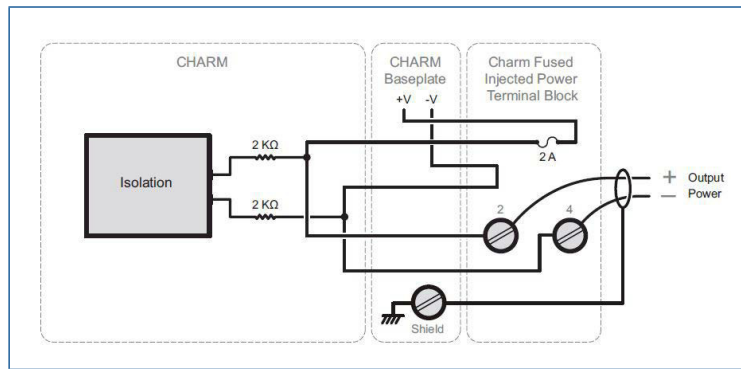 CHARM
CHARM
Baseplate
Charm Fused
Injected Power
Terminal Block
+V -V
2 KΩ
2 A
Isolation
2 KΩ
2
4
+ Output
− Power
Shield